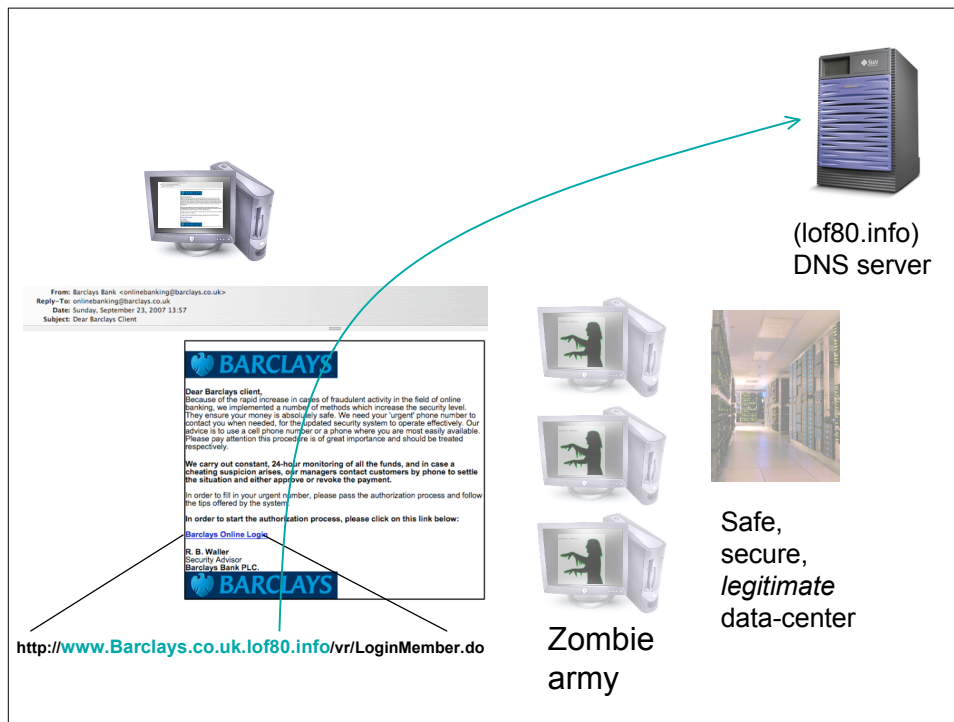 Sun
(lof80.info)
DNS server
From: Barclays Bank <onlinebanking@barclays.co.uk>
Reply-To: onlinebanking@barclays.co.uk
Date: Sunday, September 23, 2007 13:57
Subject: Dear Barclays Client
BARCLAYS
Dear Barclays client,
Because of the rapid increase in cases of fraudulent activity in the field of online
banking, we implemented a number of methods which increase the security level.
They ensure your money is absolutely safe. We need your 'urgent' phone number to
contact you when needed, for the updated security system to operate effectively. Our
advice is to use a cell phone number or a phone where you are most easily available.
Please pay attention this procedure is of great importance and should be treated
respectively.
We carry out constant, 24-hour monitoring of all the funds, and in case a
cheating suspicion arises, our managers contact customers by phone to settle
the situation and either approve or revoke the payment.
In order to fill in your urgent number, please pass the authorization process and follow
the tips offered by the system.
In order to start the authorization process, please click on this link below:
Barclays Online Login
R. B. Waller
Security Advisor
Barclays Bank PLC.
BARCLAYS
http://www.Barclays.co.uk.lof80.info/vr/LoginMember.do
Zombie
army
Safe,
secure,
legitimate
data-center